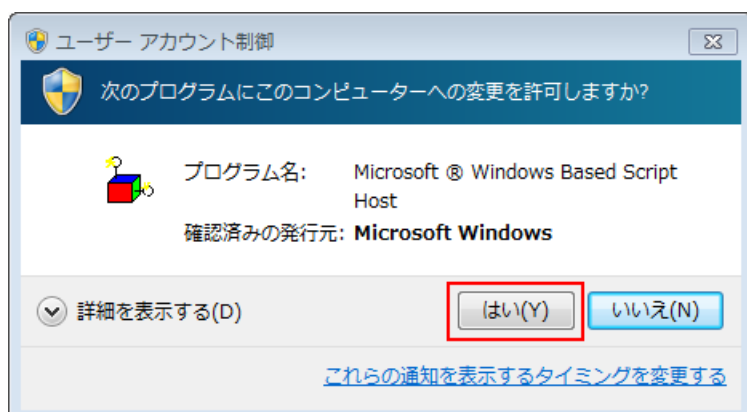 ユーザー アカウント制御
次のプログラムにこのコンピューターへの変更を許可しますか?
プログラム名: Microsoft ® Windows Based Script
Host
確認済みの発行元: Microsoft Windows
詳細を表示する(D) はい(Y) いいえ(N)
これらの通知を表示するタイミングを変更する